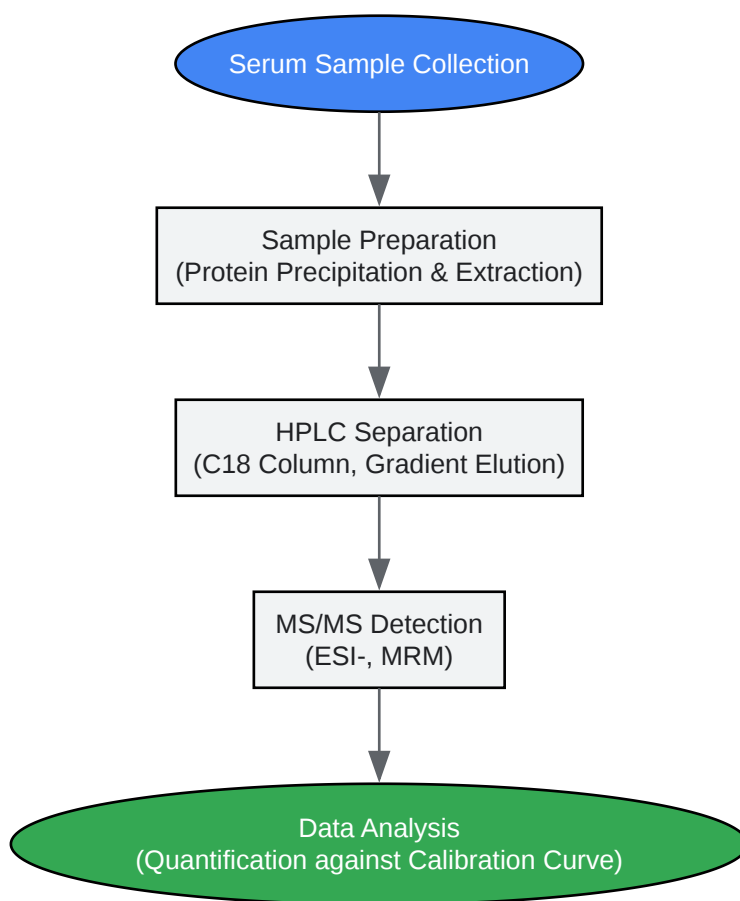 Serum Sample Collection
Sample Preparation
(Protein Precipitation & Extraction)
HPLC Separation
(C18 Column, Gradient Elution)
MS/MS Detection
(ESI-, MRM)
Data Analysis
(Quantification against Calibration Curve)